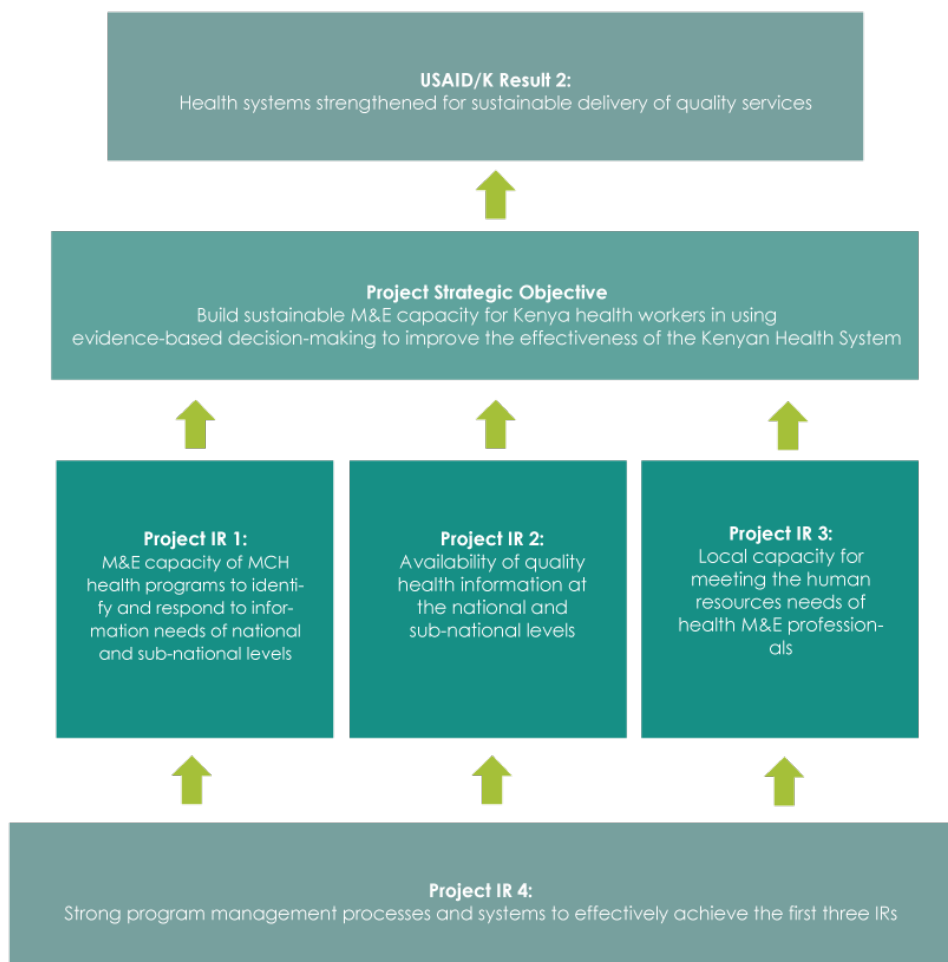 USAID/K Result 2:
Health systems strengthened for sustainable delivery of quality services
Project Strategic Objective
Build sustainable M&E capacity for Kenya health workers in using
evidence-based decision-making to improve the effectiveness of the Kenyan Health System
Project IR 1:
M&E capacity of MCH
health programs to identi-
fy and respond to infor-
mation needs of national
and sub-national levels
Project IR 2:
Availability of quality
health information at
the national and
sub-national levels
Project IR 3:
Local capacity for
meeting the human
resources needs of
health M&E profession-
als
Project IR 4:
Strong program management processes and systems to effectively achieve the first three IRs